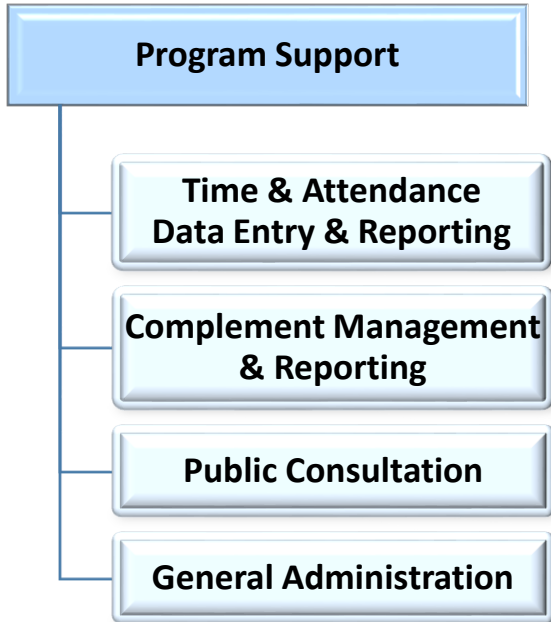 Program Support
Time & Attendance
Data Entry & Reporting
Complement Management
& Reporting
Public Consultation
General Administration